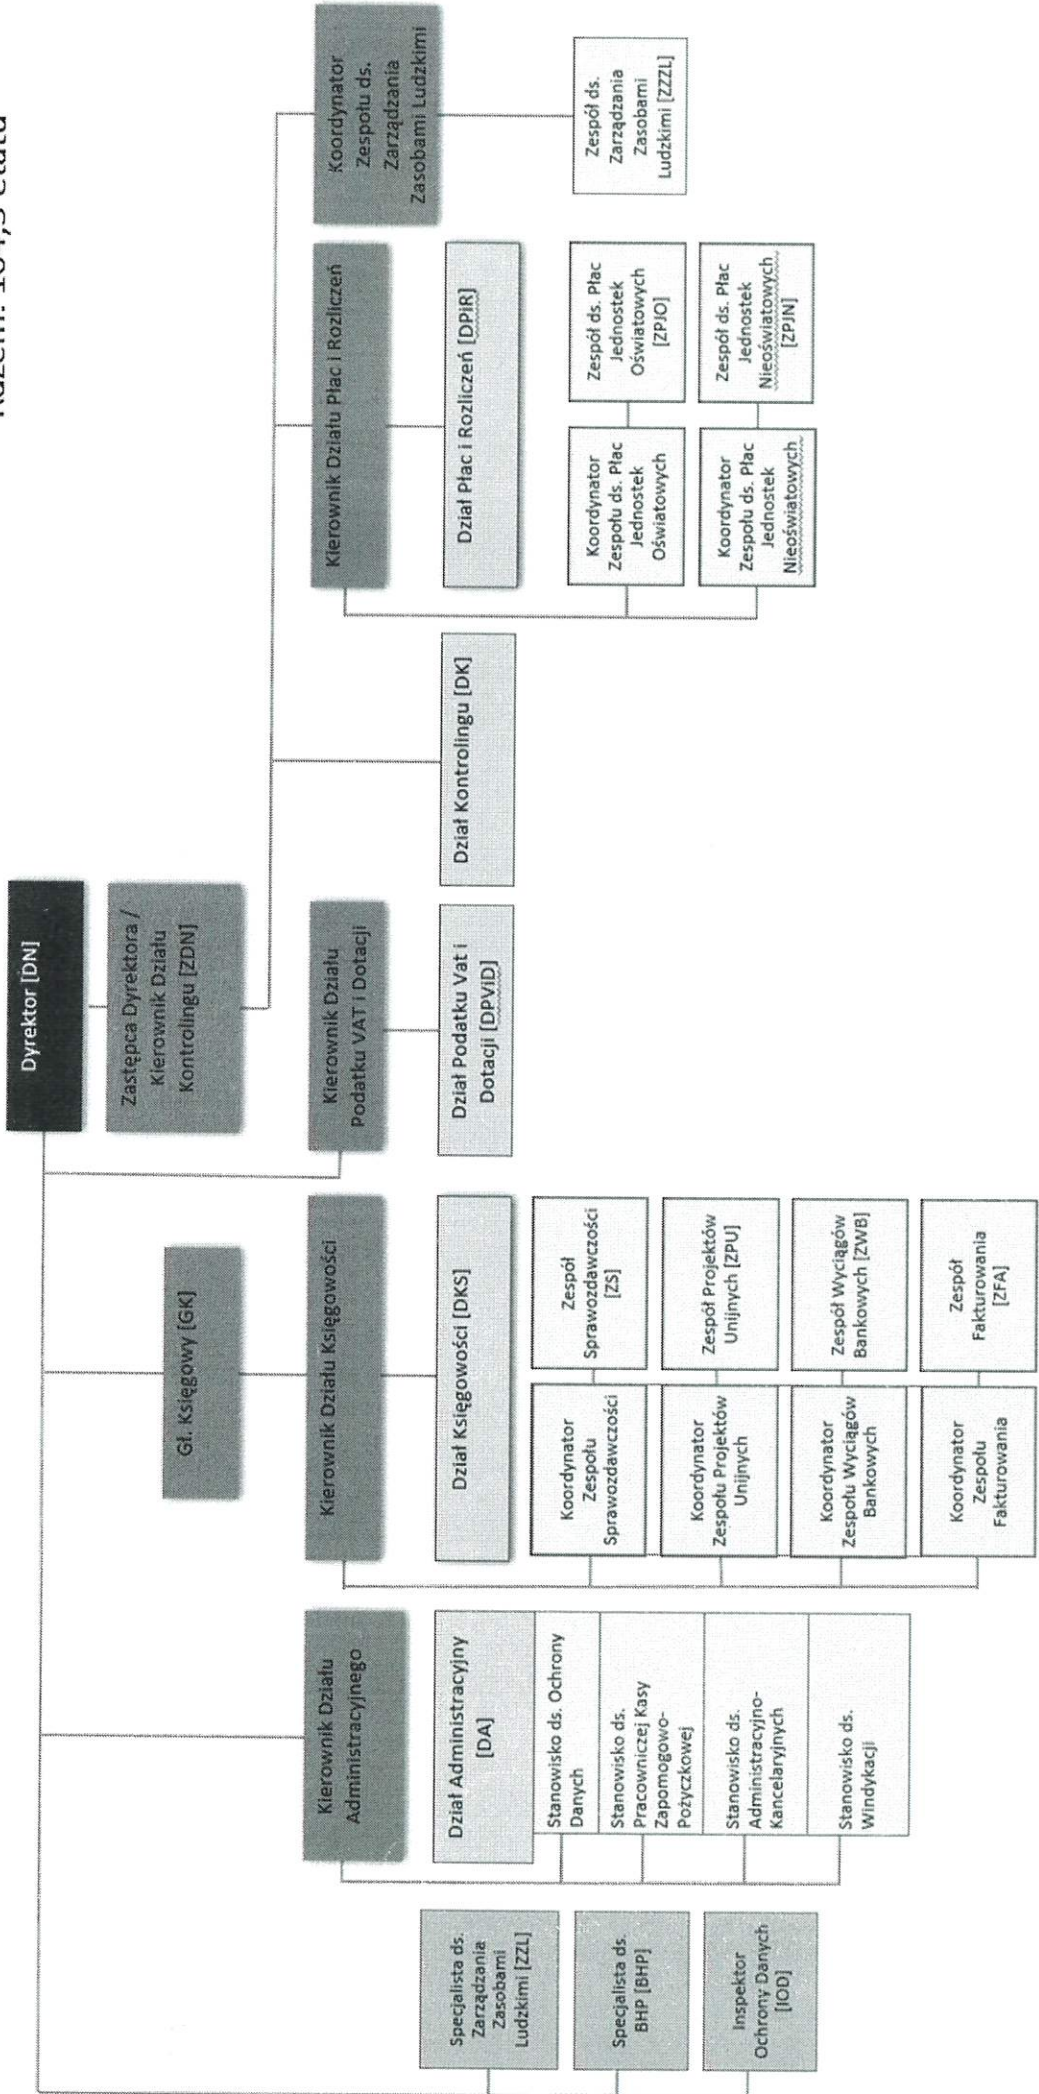 Razem: 104,5 etatu
Dyrektor [DN]
Zastępca Dyrektora /
Kierownik Działu
Kontrolingu [ZDN]
Gł. Księgowy [GK]
Kierownik Działu
Administracyjnego
Kierownik Działu Księgowości
Kierownik Działu
Podatku VAT i Dotacji
Kierownik Działu Płac i Rozliczeń
Koordynator
Zespołu ds.
Zarządzania
Zasobami Ludzkimi
Specjalista ds.
Zarządzania
Zasobami
Ludzkimi [ZZL]
Specjalista ds.
BHP [BHP]
Inspektor
Ochrony Danych
[IOD]
Dział Administracyjny
[DA]
Stanowisko ds. Ochrony
Danych
Stanowisko ds.
Pracowniczej Kasy
Zapomogowo-
Pożyczkowej
Stanowisko ds.
Administracyjno-
Kancelaryjnych
Stanowisko ds.
Windykacji
Dział Księgowości [DKS]
Koordynator
Zespołu
Sprawozdawczości
Zespół
Sprawozdawczości
[ZS]
Koordynator
Zespołu Projektów
Unijnych
Zespół Projektów
Unijnych [ZPU]
Koordynator
Zespołu Wyciągów
Bankowych
Zespół Wyciągów
Bankowych [ZWB]
Koordynator
Zespołu
Fakturowania
Zespół
Fakturowania
[ZFA]
Dział Podatku Vat i
Dotacji [DPViD]
Dział Kontrolingu [DK]
Dział Płac i Rozliczeń [DPiR]
Koordynator
Zespołu ds. Płac
Jednostek
Oświatowych
Zespół ds. Płac
Jednostek
Oświatowych
[ZPJO]
Koordynator
Zespołu ds. Płac
Jednostek
Nieoświatowych
Zespół ds. Płac
Jednostek
Nieoświatowych
[ZPJN]
Zespół ds.
Zarządzania
Zasobami
Ludzkimi [ZZZL]